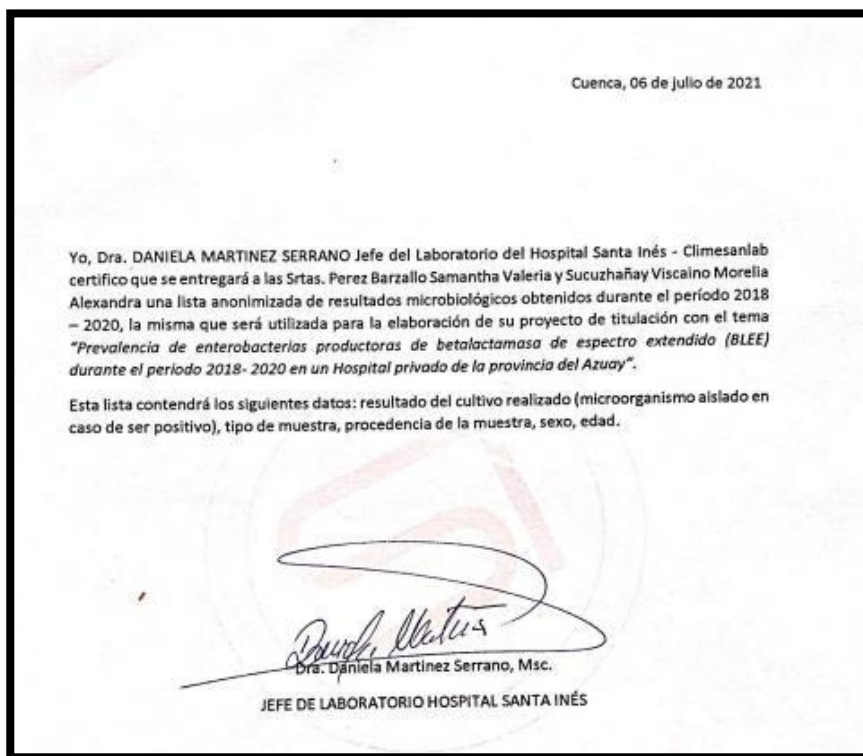 Cuenca, 06 de julio de 2021
Yo, Dra. DANIELA MARTINEZ SERRANO Jefe del Laboratorio del Hospital Santa Inés - Climesanlab
certifico que se entregará a las Srtas. Perez Barzallo Samantha Valeria y Sucuzhañay Viscaino Morelia
Alexandra una lista anonimizada de resultados microbiológicos obtenidos durante el período 2018
– 2020, la misma que será utilizada para la elaboración de su proyecto de titulación con el tema
"Prevalencia de enterobacterias productoras de betalactamasa de espectro extendido (BLEE)
durante el periodo 2018- 2020 en un Hospital privado de la provincia del Azuay".
Esta lista contendrá los siguientes datos: resultado del cultivo realizado (microorganismo aislado en
caso de ser positivo), tipo de muestra, procedencia de la muestra, sexo, edad.
Dra. Daniela Martinez Serrano, Msc.
JEFE DE LABORATORIO HOSPITAL SANTA INÉS